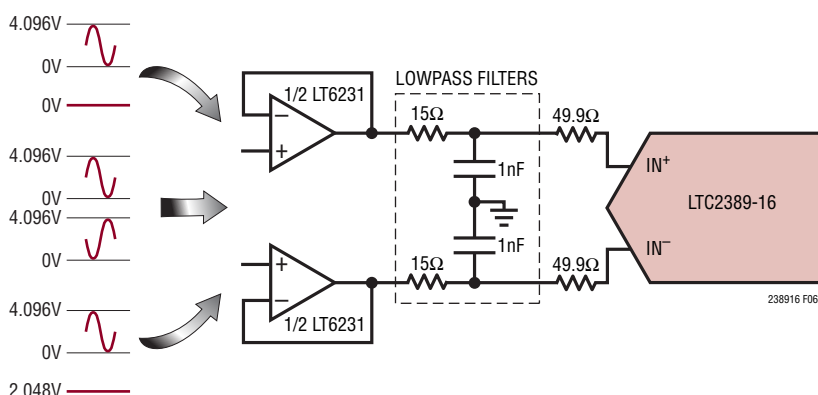 4.096V
0V
0V
4.096V
0V
4.096V
0V
4.096V
0V
2.048V
1/2 LT6231
−
+
LOWPASS FILTERS
15Ω
49.9Ω
1nF
IN+
LTC2389-16
1nF
IN−
+
−
15Ω
49.9Ω
1/2 LT6231
238916 F06